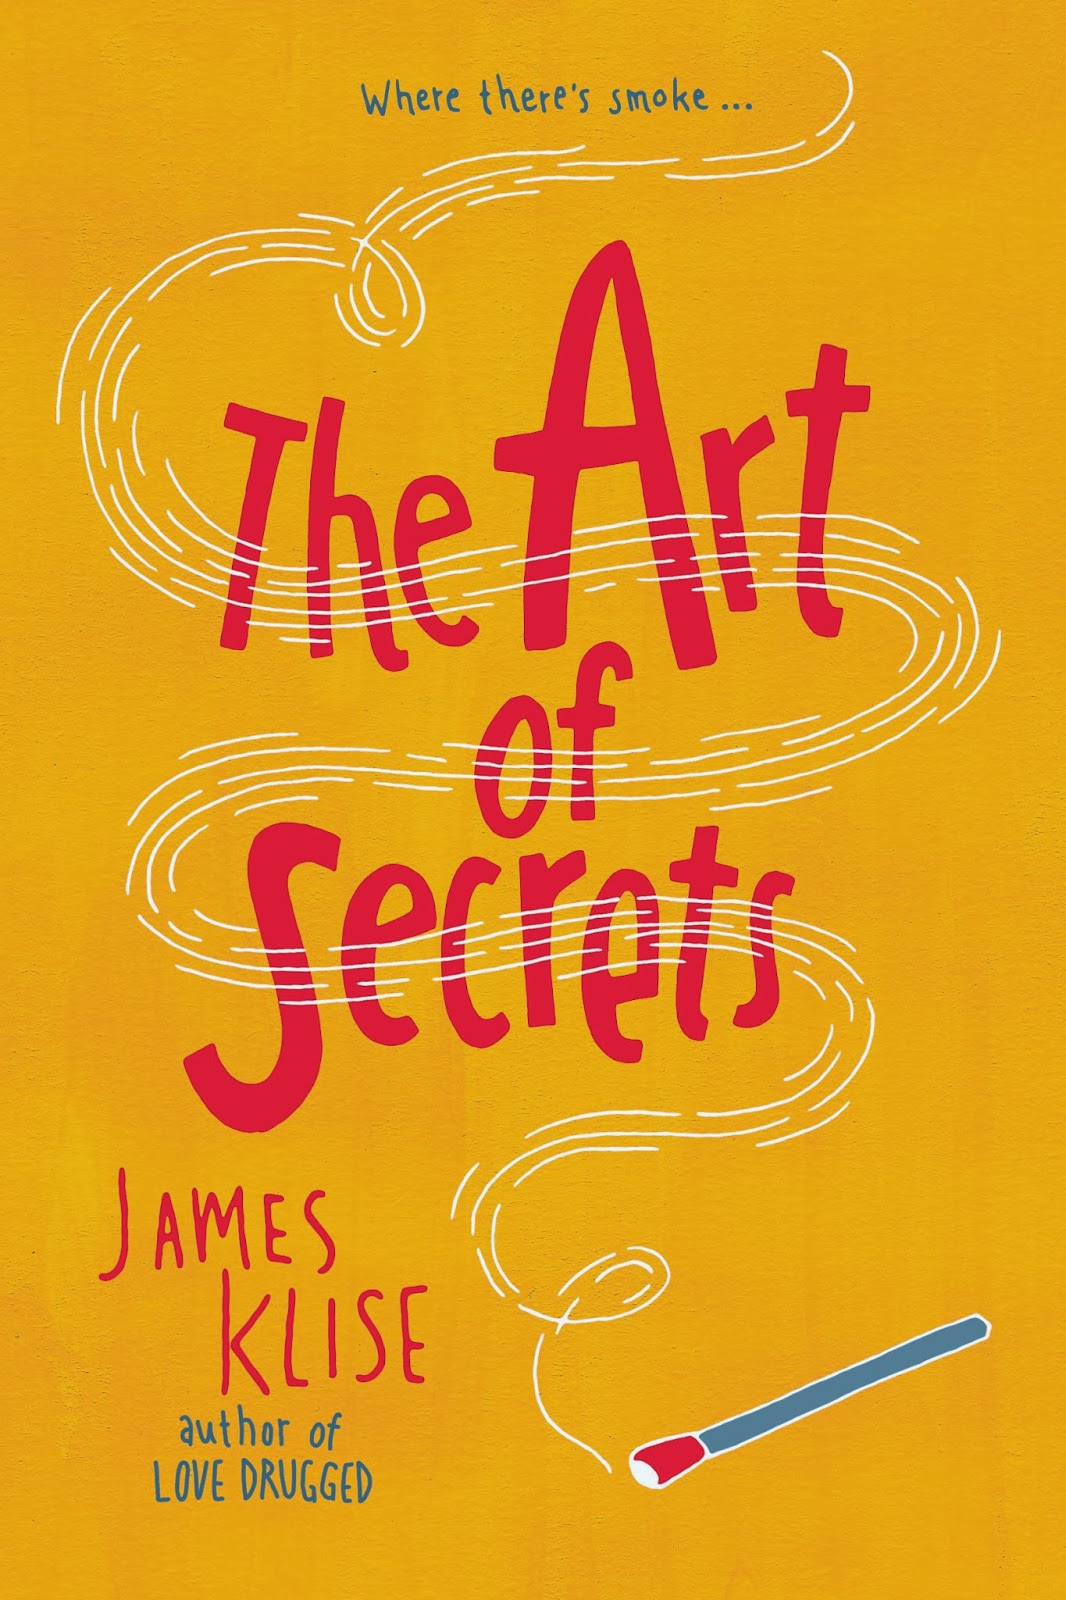 Where there's smoke...
The Art
of
Secrets
JAMES
KLISE
author of
LOVE DRUGGED